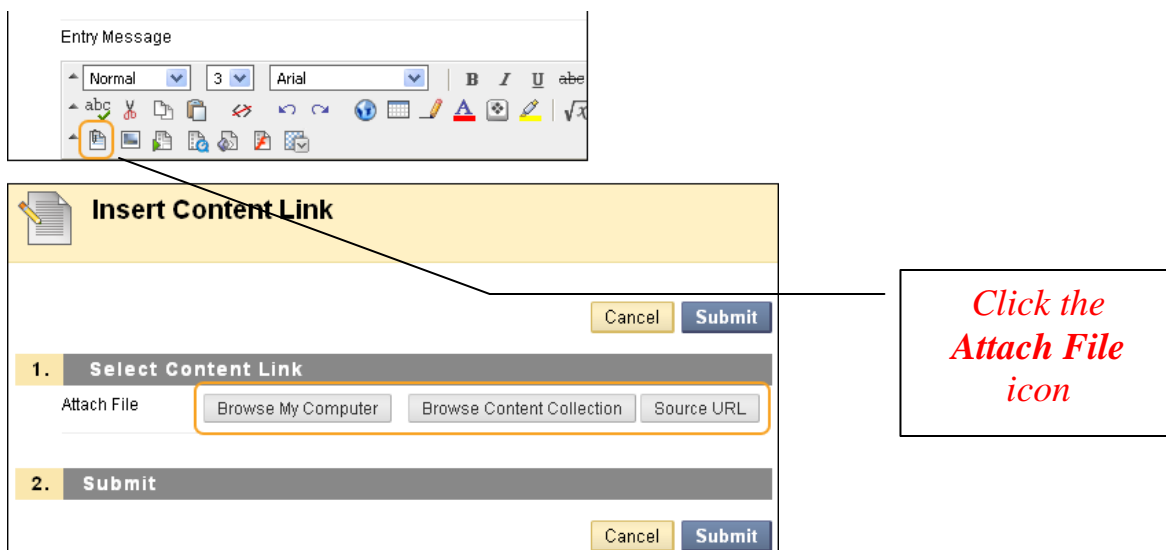 Entry Message
Normal 3 Arial B I U abc
abc A √x
Insert Content Link
Cancel Submit
Click the
Attach File
icon
1. Select Content Link
Attach File Browse My Computer Browse Content Collection Source URL
2. Submit
Cancel Submit